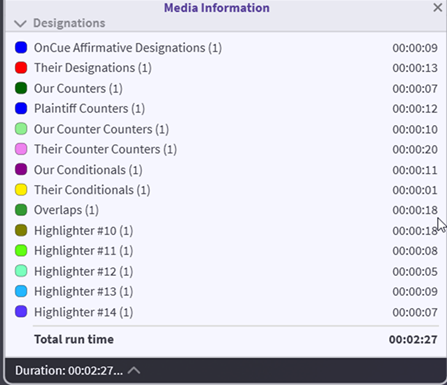 Media Information
Designations
OnCue Affirmative Designations (1) 00:00:09
Their Designations (1) 00:00:13
Our Counters (1) 00:00:07
Plaintiff Counters (1) 00:00:12
Our Counter Counters (1) 00:00:10
Their Counter Counters (1) 00:00:20
Our Conditionals (1) 00:00:11
Their Conditionals (1) 00:00:01
Overlaps (1) 00:00:18
Highlighter #10 (1) 00:00:18
Highlighter #11 (1) 00:00:08
Highlighter #12 (1) 00:00:05
Highlighter #13 (1) 00:00:09
Highlighter #14 (1) 00:00:07
Total run time 00:02:27
Duration: 00:02:27...